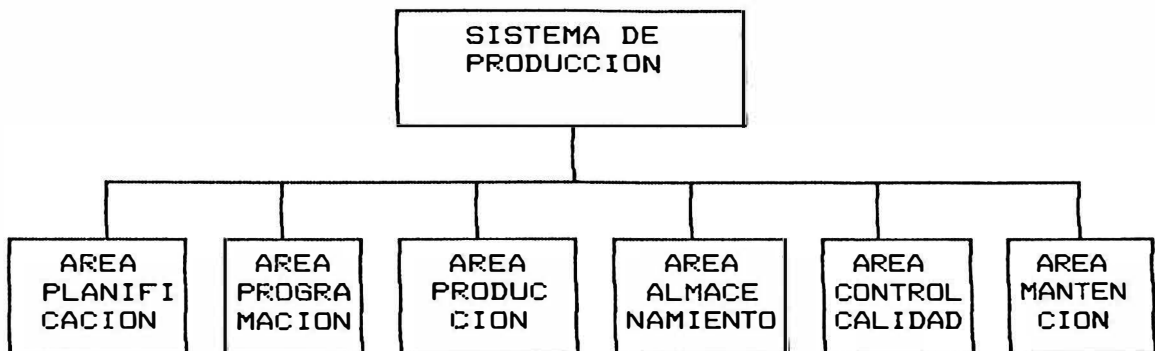 SISTEMA DE
PRODUCCION
AREA
PLANIFI
CACION
AREA
PROGRA
MACION
AREA
PRODUC
CION
AREA
ALMACE
NAMIENTO
AREA
CONTROL
CALIDAD
AREA
MANTEN
CION